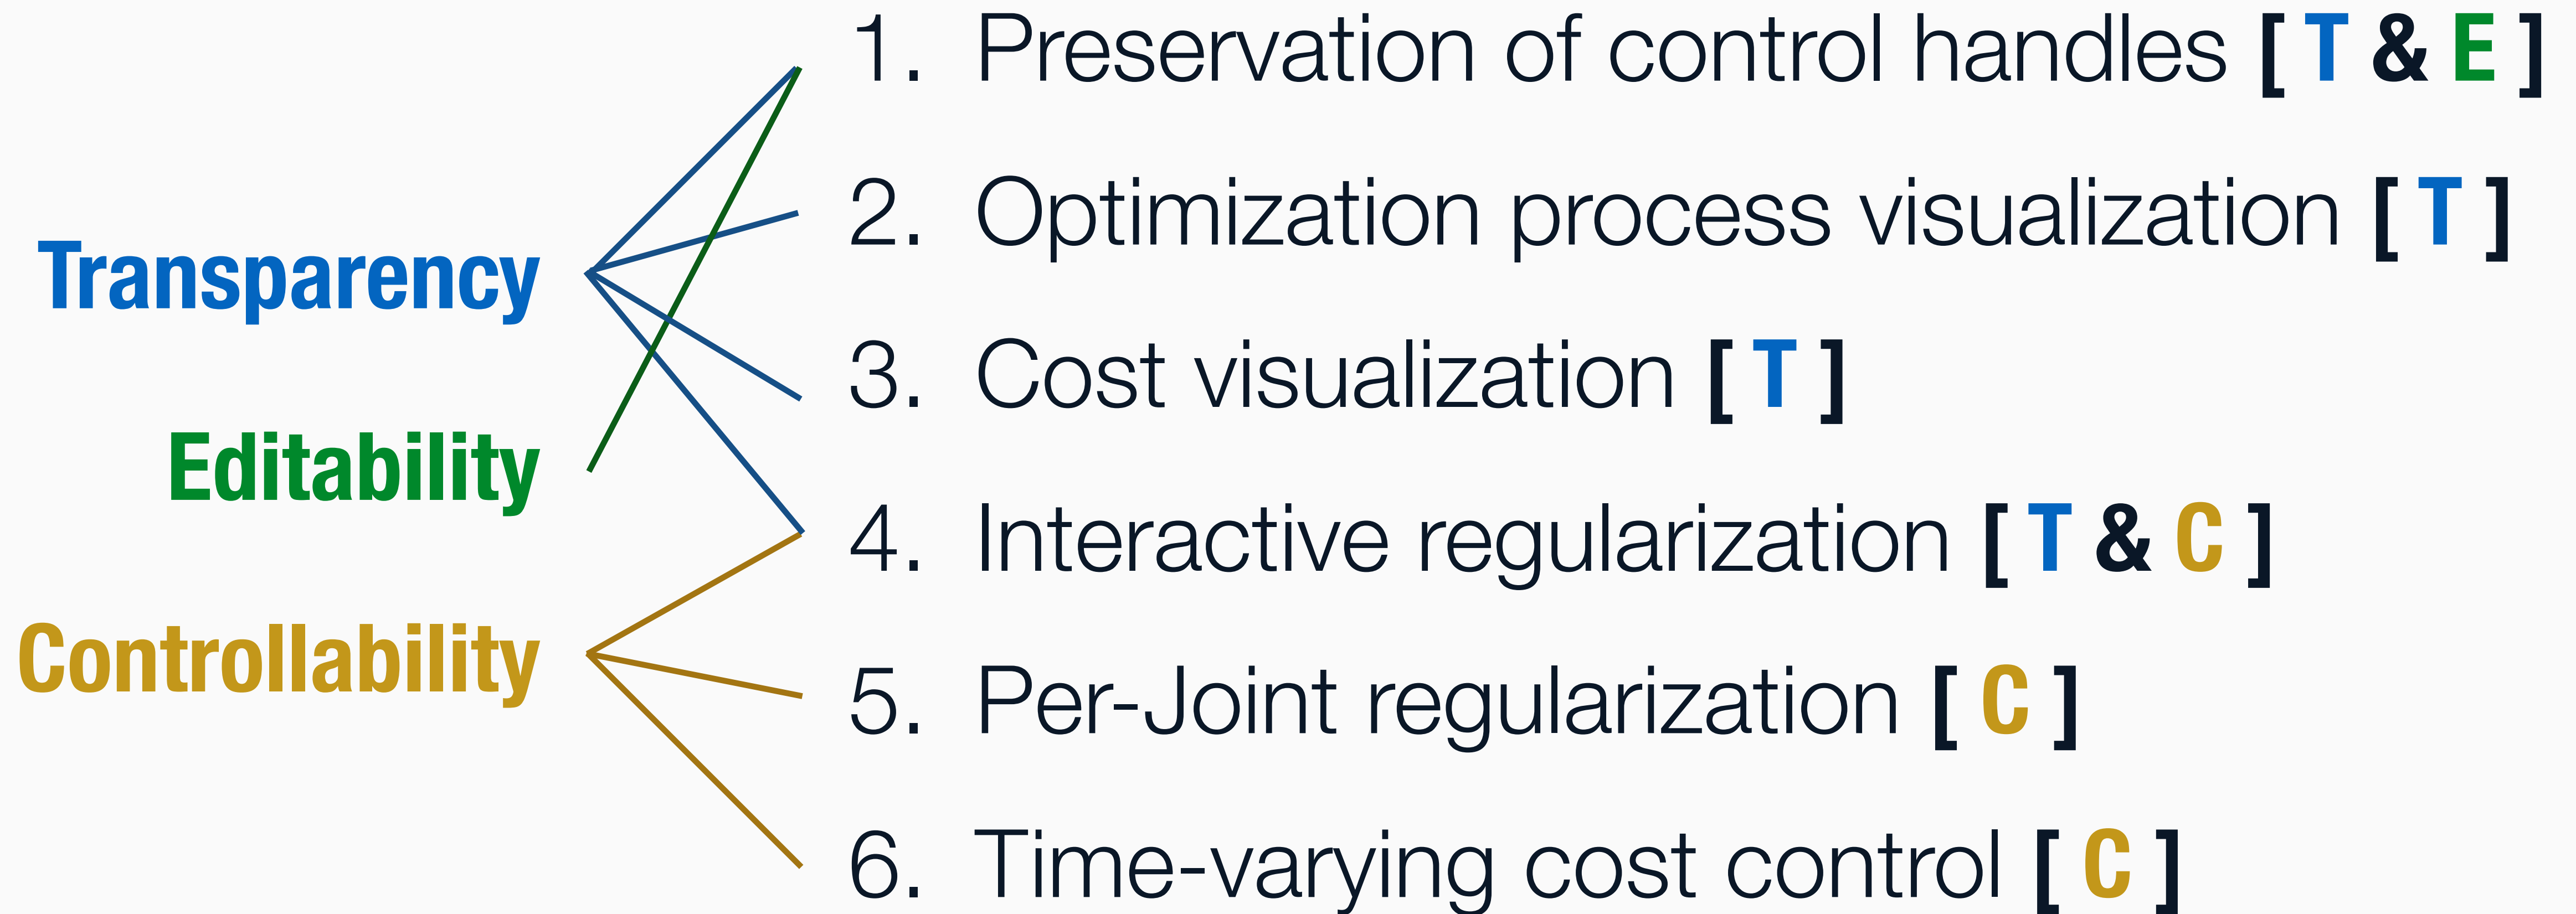 Transparency
Editability
Controllability
1. Preservation of control handles [ T & E ]
2. Optimization process visualization [ T ]
3. Cost visualization [ T ]
4. Interactive regularization [ T & C ]
5. Per-Joint regularization [ C ]
6. Time-varying cost control [ C ]